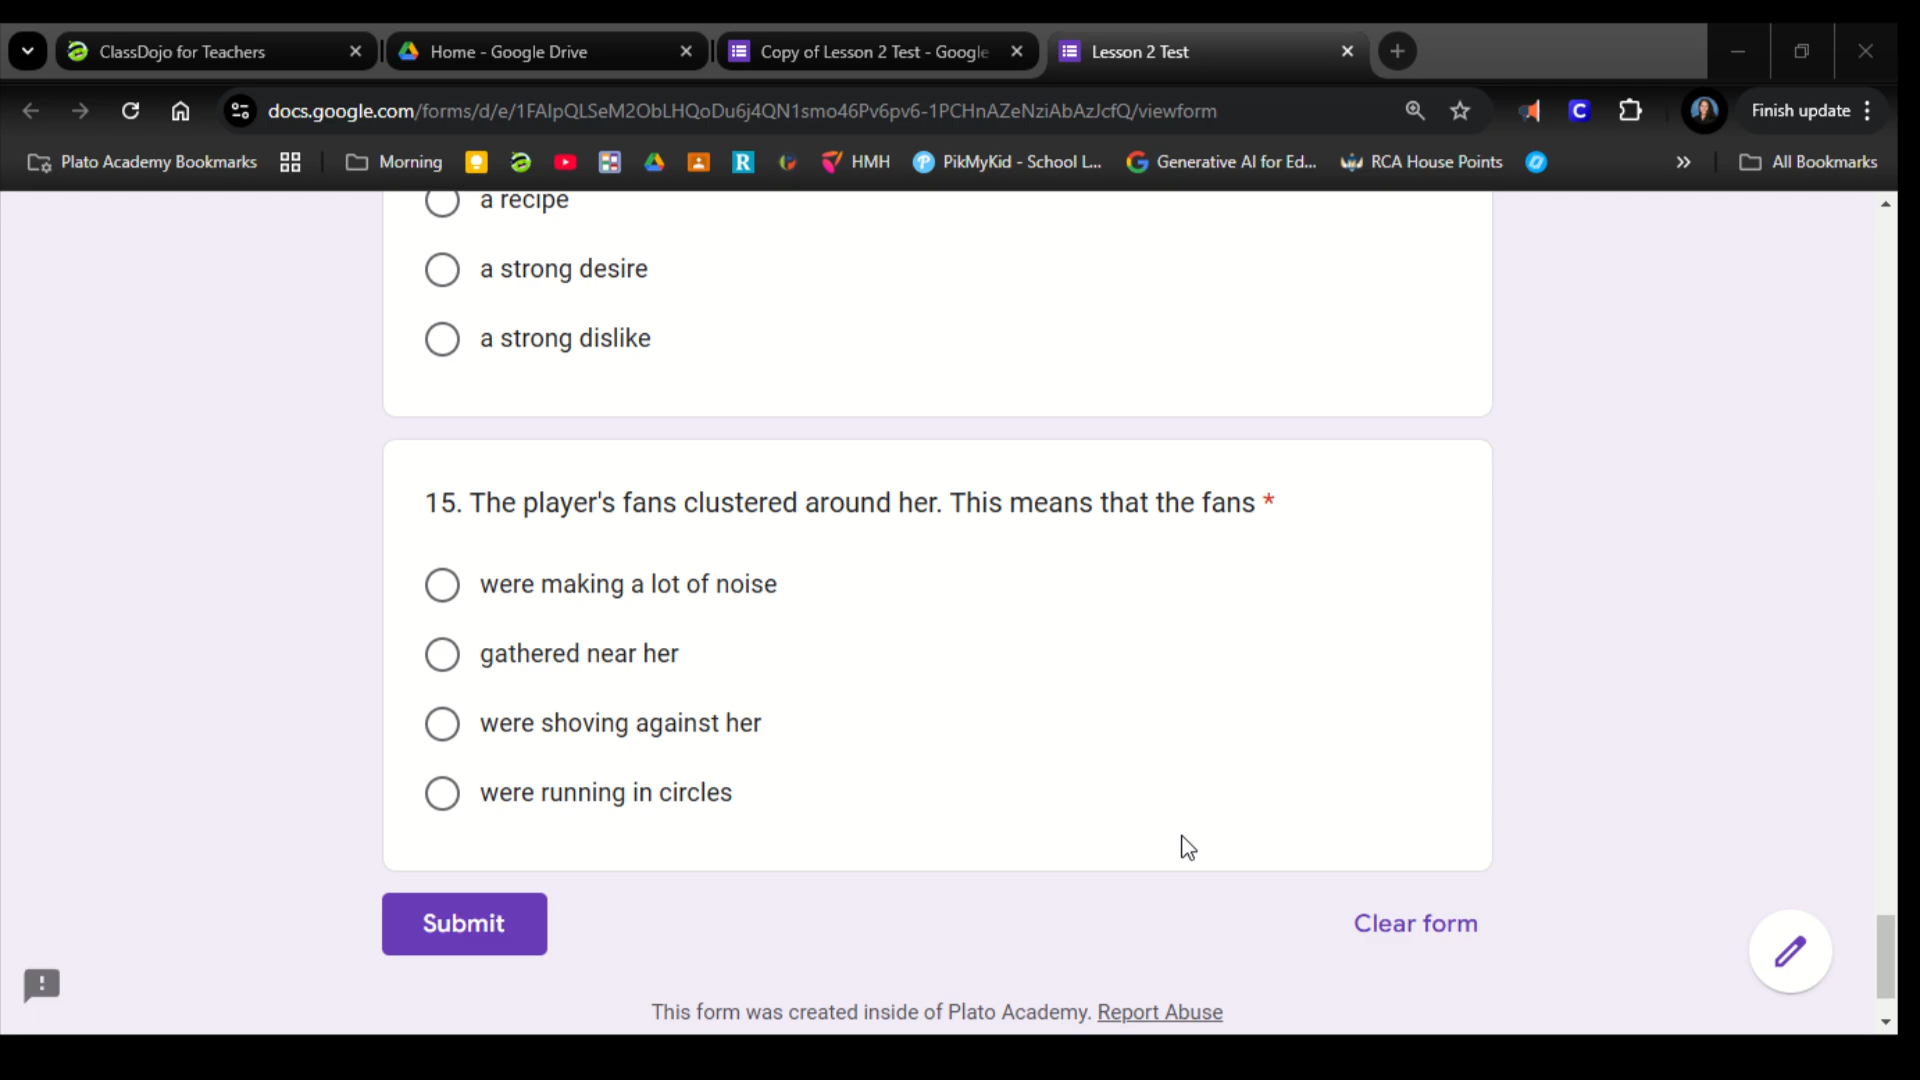 ClassDojo for Teachers
Home - Google Drive
Copy of Lesson 2 Test - Google
Lesson 2 Test
docs.google.com/forms/d/e/1FAIpQLSeM2ObLHQoDu6j4QN1smo46Pv6pv6-1PCHnAZeNziAbAzJcfQ/viewform
Finish update
Plato Academy Bookmarks
Morning
HMH
PikMyKid - School L...
Generative AI for Ed...
RCA House Points
All Bookmarks
a recipe
a strong desire
a strong dislike
15. The player's fans clustered around her. This means that the fans *
were making a lot of noise
gathered near her
were shoving against her
were running in circles
Submit
Clear form
This form was created inside of Plato Academy. Report Abuse